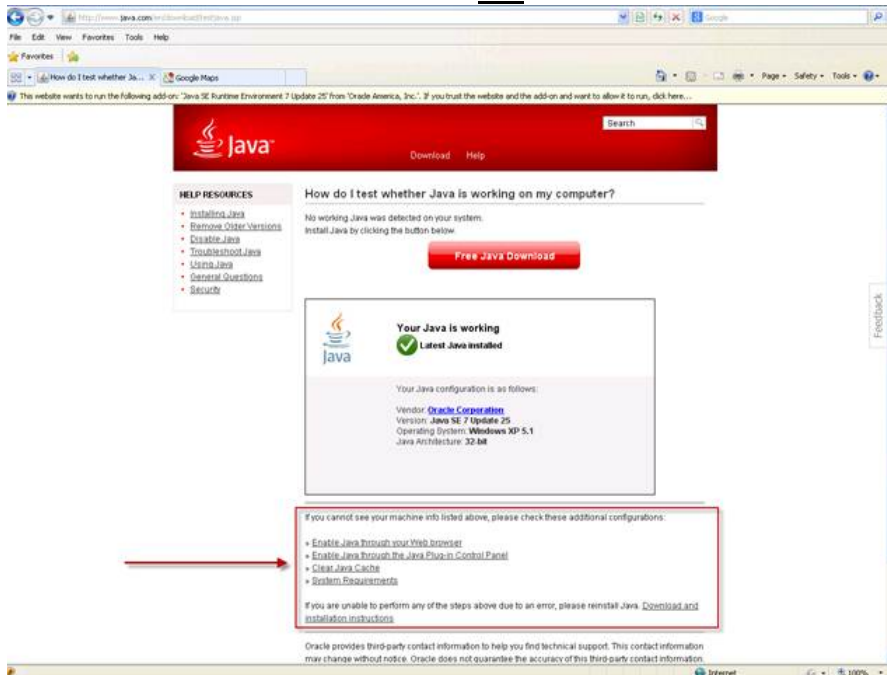 http://www.java.com/en/download/testjava.jsp
Google
File Edit View Favorites Tools Help
Favorites
How do I test whether Ja... Google Maps
Page Safety Tools
This website wants to run the following add-on: 'Java SE Runtime Environment 7 Update 25' from 'Oracle America, Inc.'. If you trust the website and the add-on and want to allow it to run, click here...
Search
Java
Download Help
HELP RESOURCES
Installing Java
Remove Older Versions
Disable Java
Troubleshoot Java
Using Java
General Questions
Security
How do I test whether Java is working on my computer?
No working Java was detected on your system.
Install Java by clicking the button below.
Free Java Download
Feedback
Java
Your Java is working
Latest Java installed
Your Java configuration is as follows:
Vendor: Oracle Corporation
Version: Java SE 7 Update 25
Operating System: Windows XP 5.1
Java Architecture: 32-bit
If you cannot see your machine info listed above, please check these additional configurations:
» Enable Java through your Web browser
» Enable Java through the Java Plug-in Control Panel
» Clear Java Cache
» System Requirements
If you are unable to perform any of the steps above due to an error, please reinstall Java. Download and
installation instructions
Oracle provides third-party contact information to help you find technical support. This contact information
may change without notice. Oracle does not guarantee the accuracy of this third-party contact information.
Internet 100%